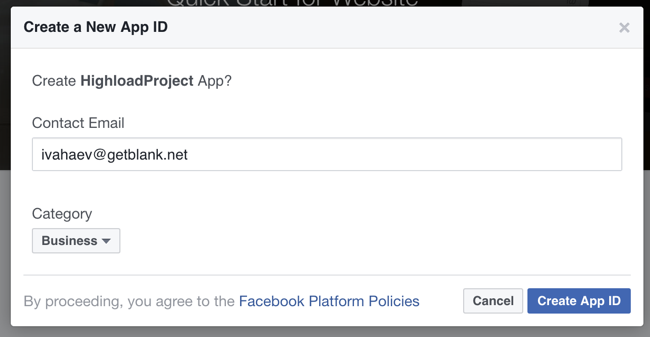 Quick Start for Website
Create a New App ID
×
Create HighloadProject App?
Contact Email
ivahaev@getblank.net
Category
Business
By proceeding, you agree to the Facebook Platform Policies
Cancel
Create App ID